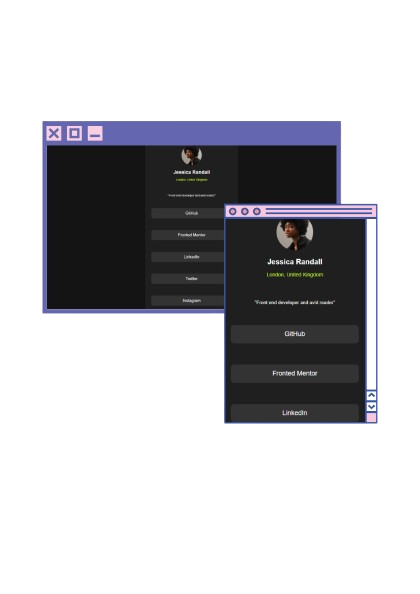 Jessica Randall
London, United Kingdom
"Front end developer and avid reader"
GitHub
Fronted Mentor
LinkedIn
Twitter
Instagram
Jessica Randall
London, United Kingdom
"Front end developer and avid reader"
GitHub
Fronted Mentor
LinkedIn